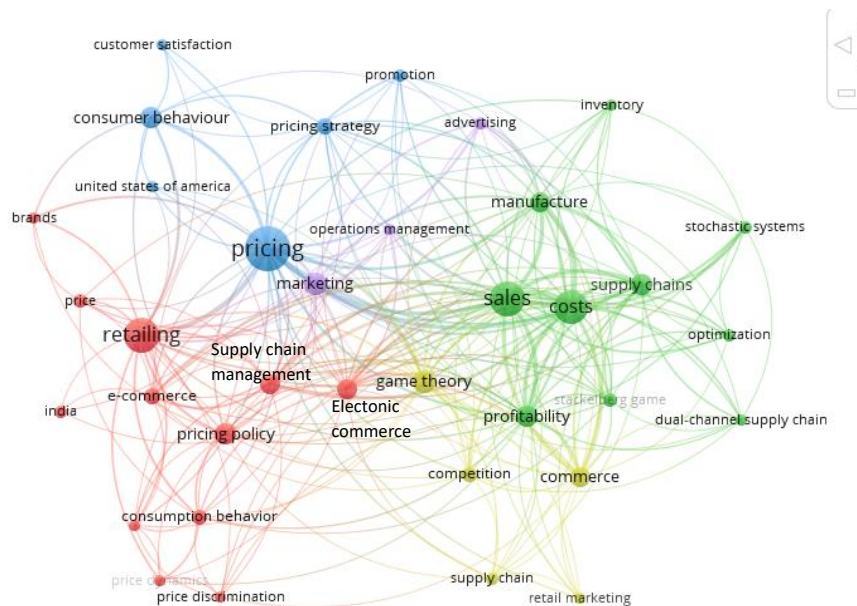 customer satisfaction
promotion
consumer behaviour
pricing strategy
advertising
inventory
united states of america
manufacture
brands
operations management
stochastic systems
pricing
marketing
supply chains
price
sales
costs
retailing
optimization
Supply chain
management
game theory
e-commerce
Electonic
commerce
stackelberg game
india
pricing policy
profitability
dual-channel supply chain
competition
commerce
consumption behavior
price dynamics
supply chain
price discrimination
retail marketing